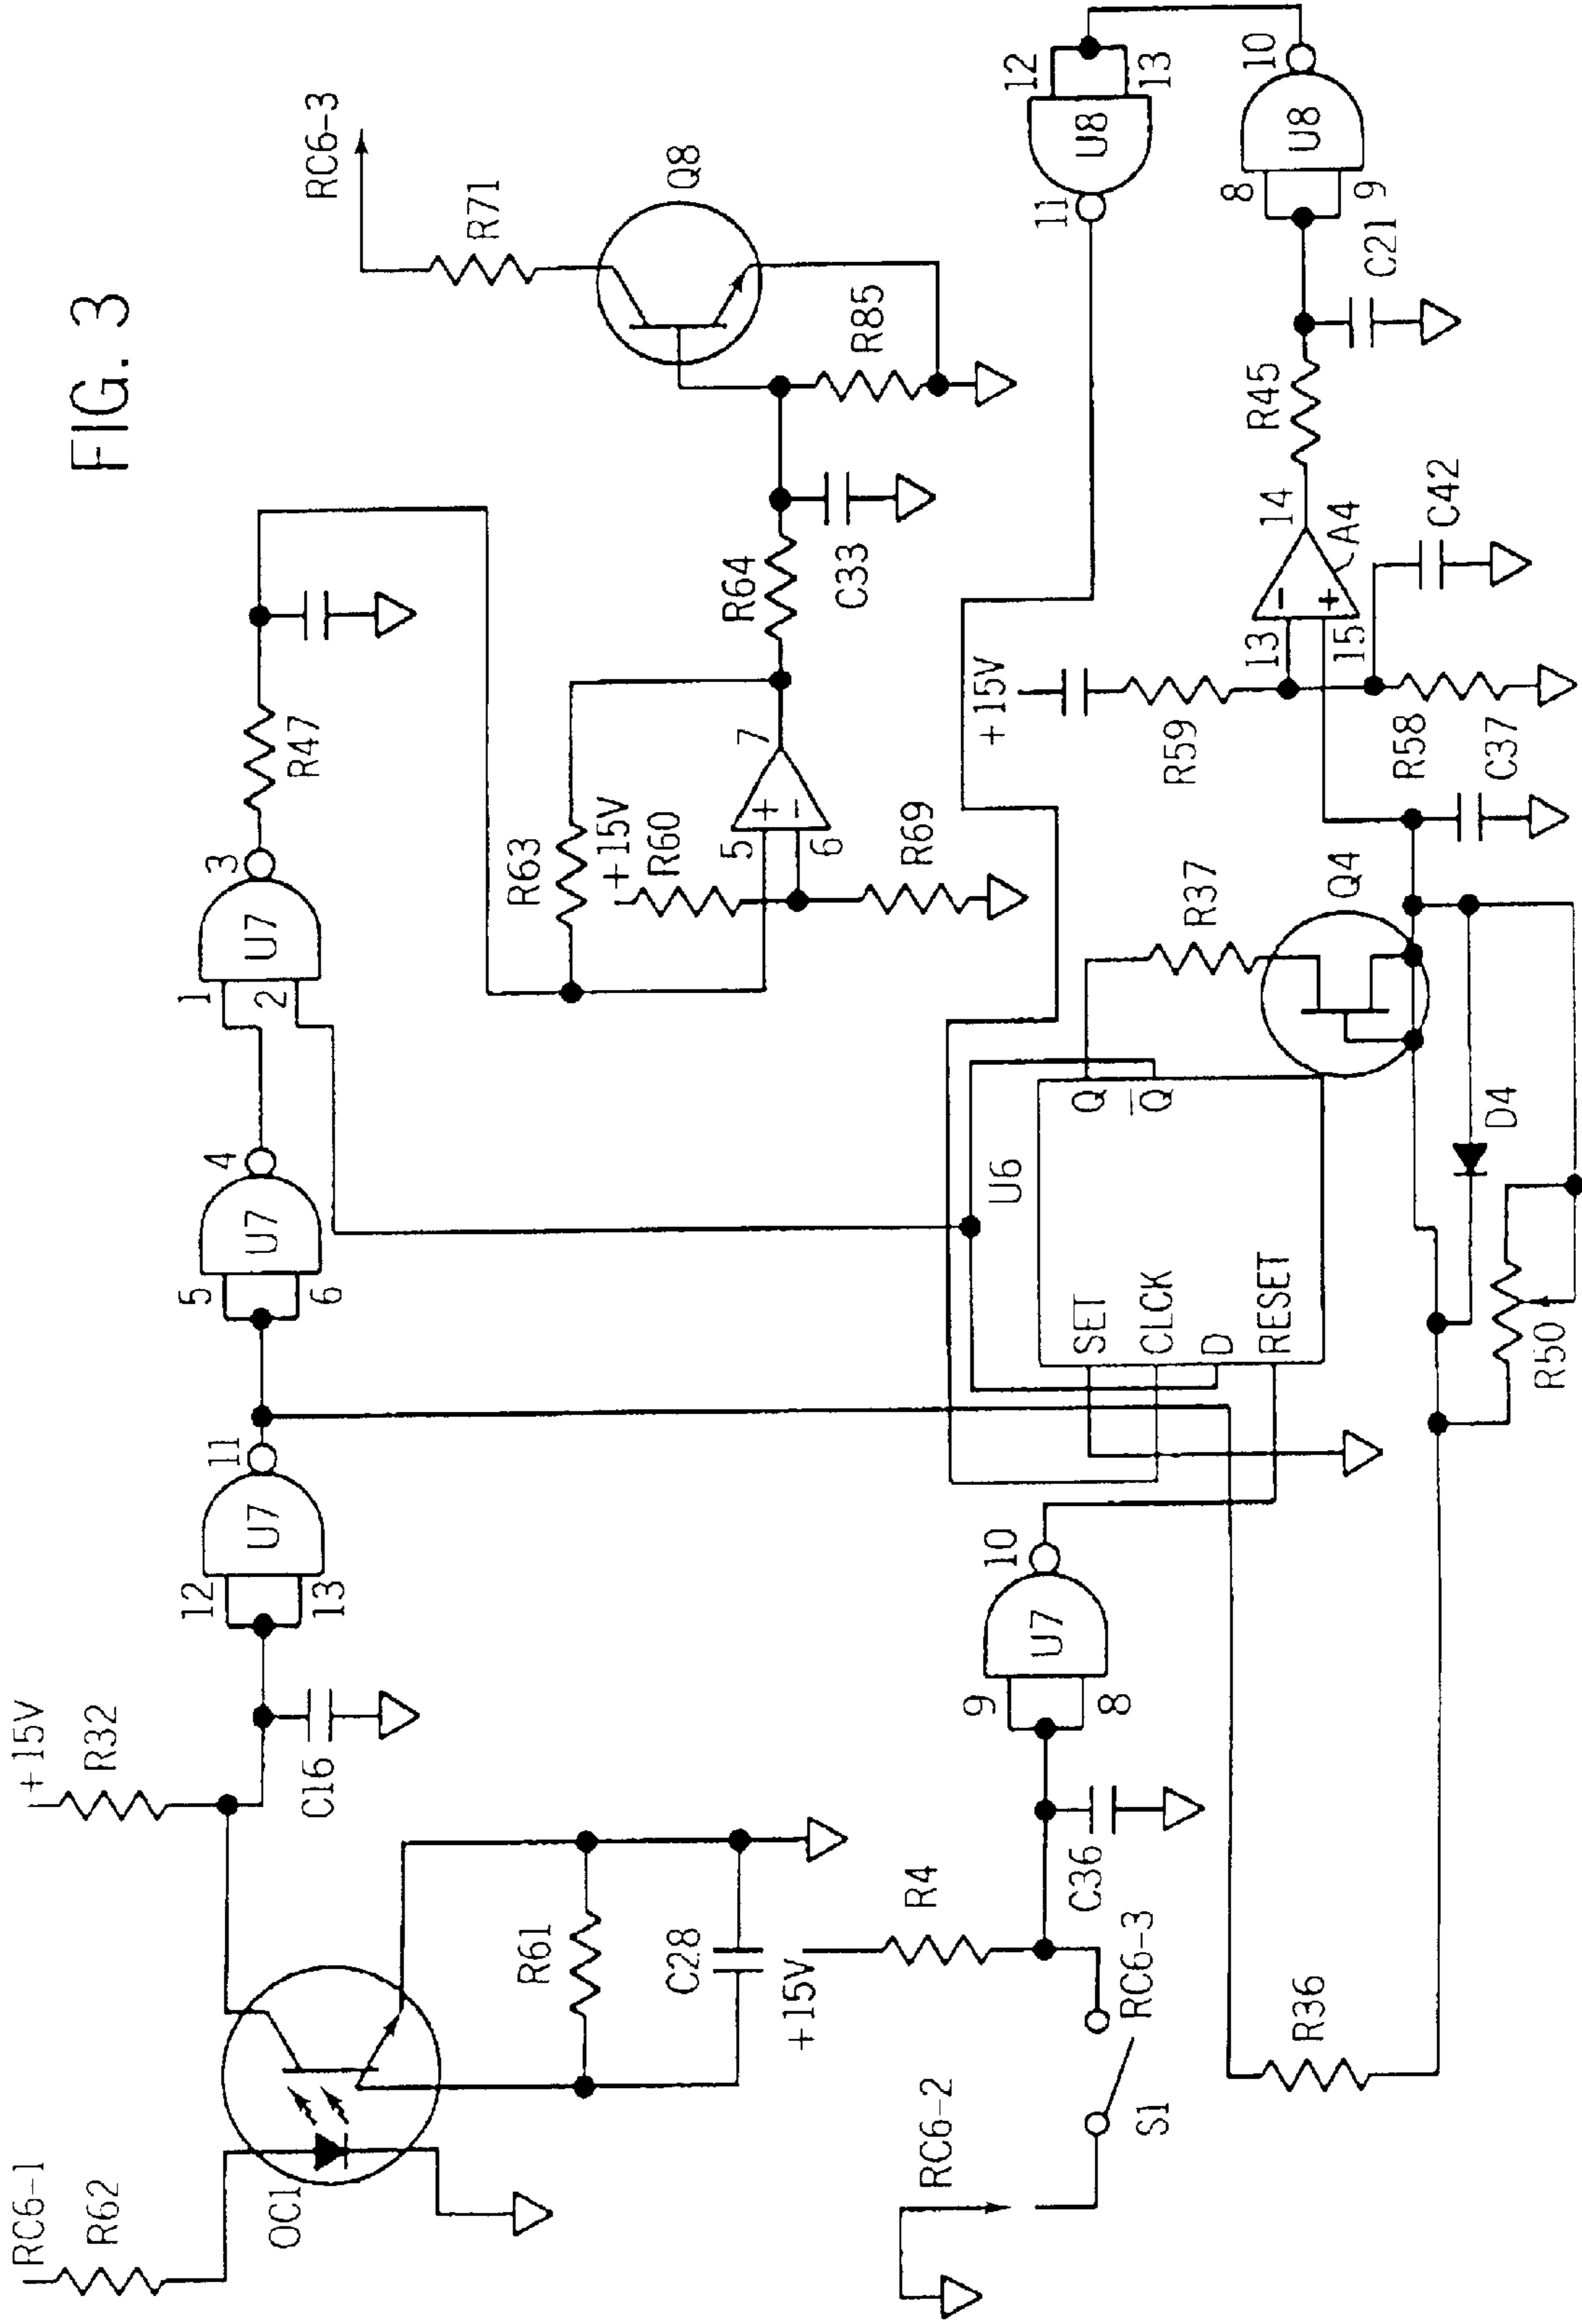 FIG. 3
RC6-1
R62
OC1
+15V
R32
C16
12
13
U7
11
5
6
U7
4
1
2
U7
3
R47
R61
C28
R63
+15V
R60
5
6
+
-
7
R69
R64
C33
R85
Q8
R71
RC6-3
+15V
R4
RC6-2
S1
RC6-3
C36
9
8
U7
10
U6
SET
CLCK
D
RESET
Q
Q̅
R37
Q4
+15V
R59
13
15
-
+
14
A4
R58
C37
C42
R45
C21
8
9
U8
10
12
13
U8
11
R36
R50
D4